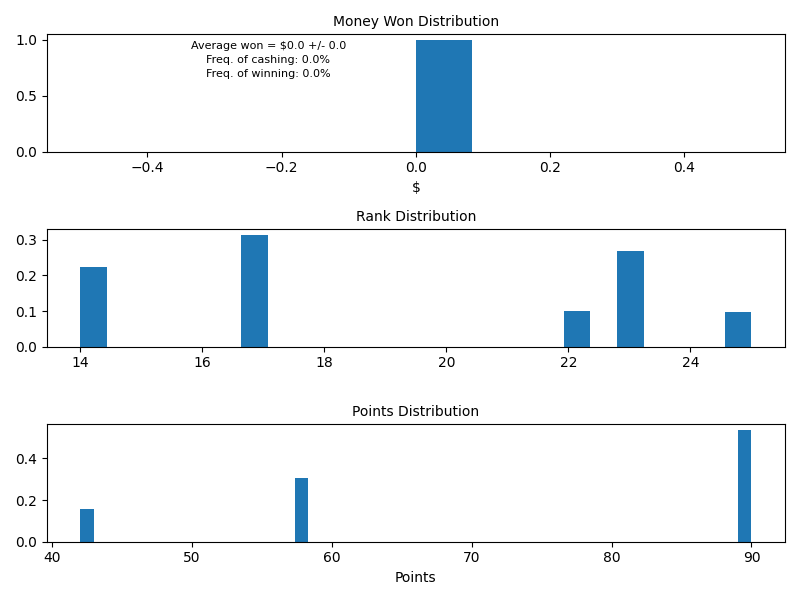 Money Won Distribution
Average won = $0.0 +/- 0.0
Freq. of cashing: 0.0%
Freq. of winning: 0.0%
1.0
0.5
0.0
−0.4 −0.2 0.0 0.2 0.4
$
Rank Distribution
0.3
0.2
0.1
0.0
14 16 18 20 22 24
Points Distribution
0.4
0.2
0.0
40 50 60 70 80 90
Points